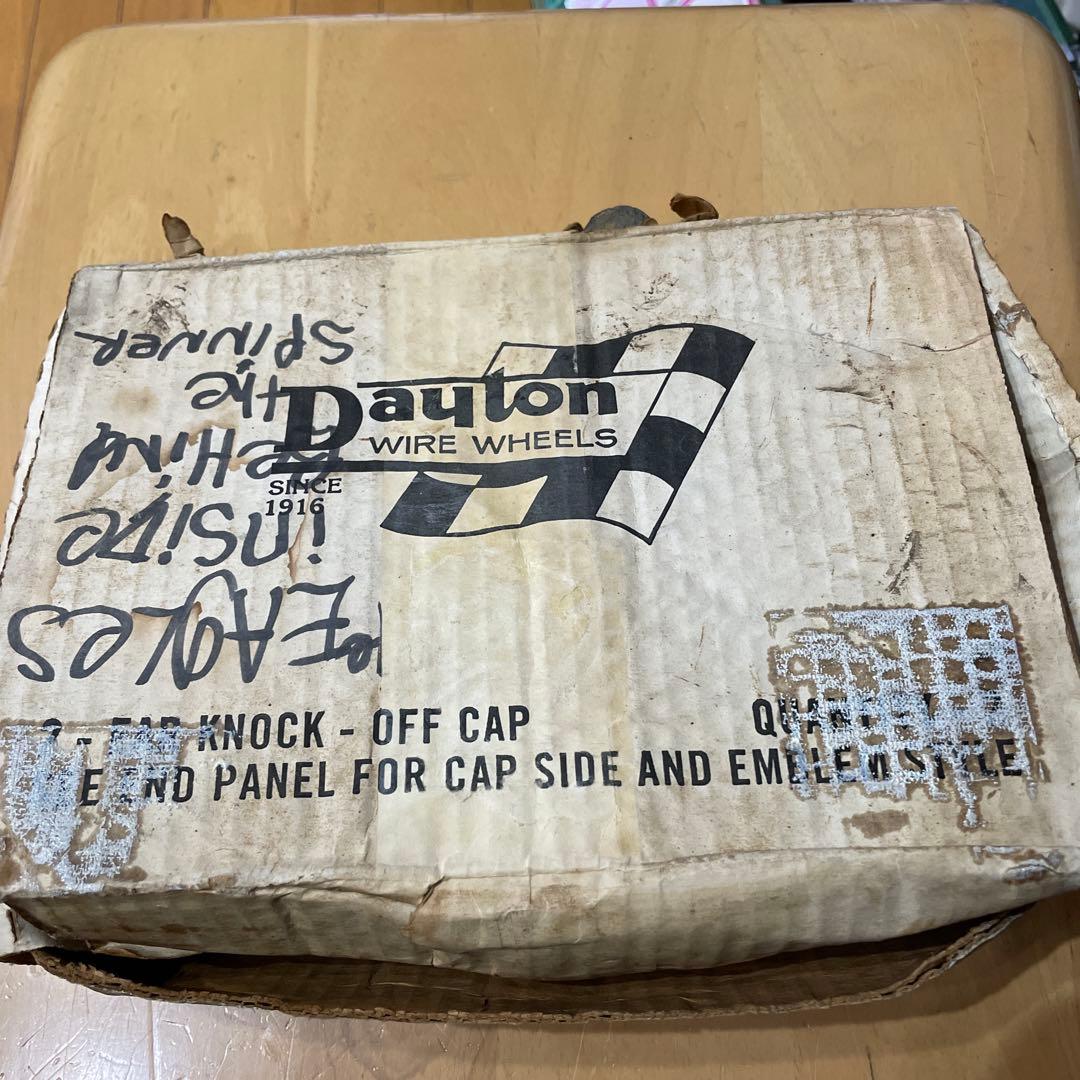 Dayton
WIRE WHEELS
SINCE
1916
KNOCK - OFF CAP
END PANEL FOR CAP SIDE AND EMBLEM STYLE
EAGLES
inside
BeHind
the
SPINNER